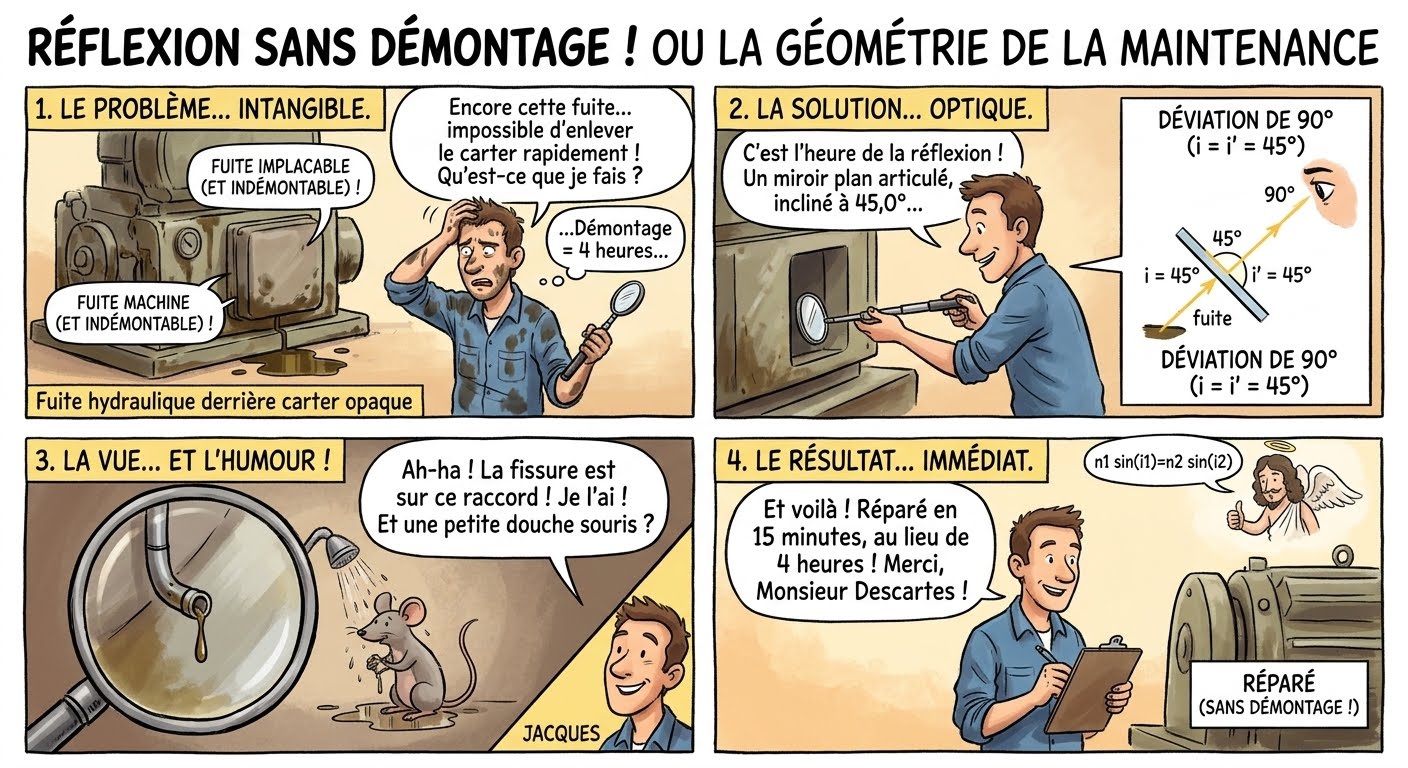 RÉFLEXION SANS DÉMONTAGE ! OU LA GÉOMÉTRIE DE LA MAINTENANCE
1. LE PROBLÈME... INTANGIBLE.
Encore cette fuite...
impossible d'enlever
le carter rapidement !
Qu'est-ce que je fais ?
FUITE IMPLACABLE
(ET INDÉMONTABLE) !
...Démontage
= 4 heures...
FUITE MACHINE
(ET INDÉMONTABLE) !
Fuite hydraulique derrière carter opaque
2. LA SOLUTION... OPTIQUE.
C'est l'heure de la réflexion !
Un miroir plan articulé,
incliné à 45,0°...
DÉVIATION DE 90°
(i = i' = 45°)
90°
45°
i = 45°
i' = 45°
fuite
DÉVIATION DE 90°
(i = i' = 45°)
3. LA VUE... ET L'HUMOUR !
Ah-ha ! La fissure est
sur ce raccord ! Je l'ai !
Et une petite douche souris ?
JACQUES
4. LE RÉSULTAT... IMMÉDIAT.
n1 sin(i1)=n2 sin(i2)
Et voilà ! Réparé en
15 minutes, au lieu de
4 heures ! Merci,
Monsieur Descartes !
RÉPARÉ
(SANS DÉMONTAGE !)